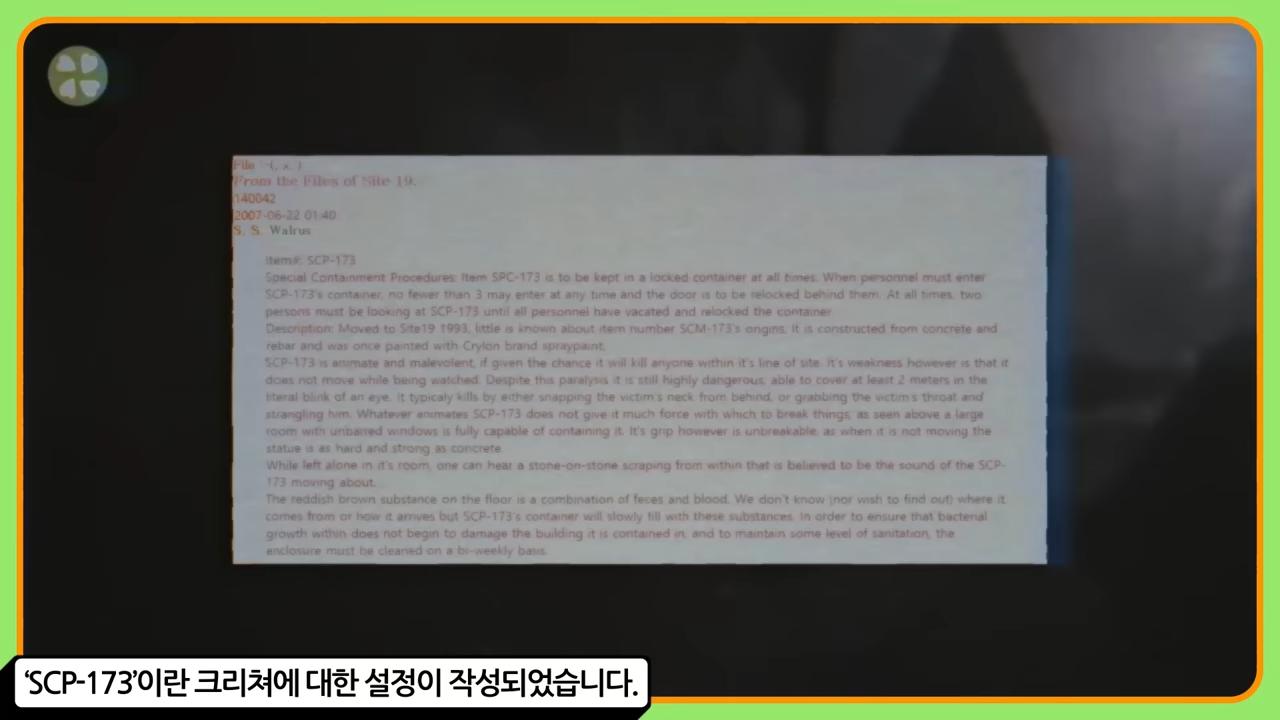 File
From the Files of Site 19.
140042
2007-06-22 01:40
S. S. Walrus
Item#: SCP-173
Special Containment Procedures: Item SPC-173 is to be kept in a locked container at all times. When personnel must enter
SCP-173's container, no fewer than 3 may enter at any time and the door is to be relocked behind them. At all times, two
persons must be looking at SCP-173 until all personnel have vacated and relocked the container.
Description: Moved to Site19 1993, little is known about item number SCM-173's origins. It is constructed from concrete and
rebar and was once painted with Crylon brand spraypaint.
SCP-173 is animate and malevolent, if given the chance it will kill anyone within it's line of site. It's weakness however is that it
does not move while being watched. Despite this paralysis it is still highly dangerous, able to cover at least 2 meters in the
literal blink of an eye. It typicaly kills by either snapping the victim's neck from behind, or grabbing the victim's throat and
strangling him. Whatever animates SCP-173 does not give it much force with which to break things, as seen above a large
room with unbarred windows is fully capable of containing it. It's grip however is unbreakable, as when it is not moving the
statue is as hard and strong as concrete.
While left alone in it's room, one can hear a stone-on-stone scraping from within that is believed to be the sound of the SCP-
173 moving about.
The reddish brown substance on the floor is a combination of feces and blood. We don't know (nor wish to find out) where it
comes from or how it arrives but SCP-173's container will slowly fill with these substances. In order to ensure that bacterial
growth within does not begin to damage the building it is contained in, and to maintain some level of sanitation, the
enclosure must be cleaned on a bi-weekly basis.
'SCP-173'이란 크리쳐에 대한 설정이 작성되었습니다.